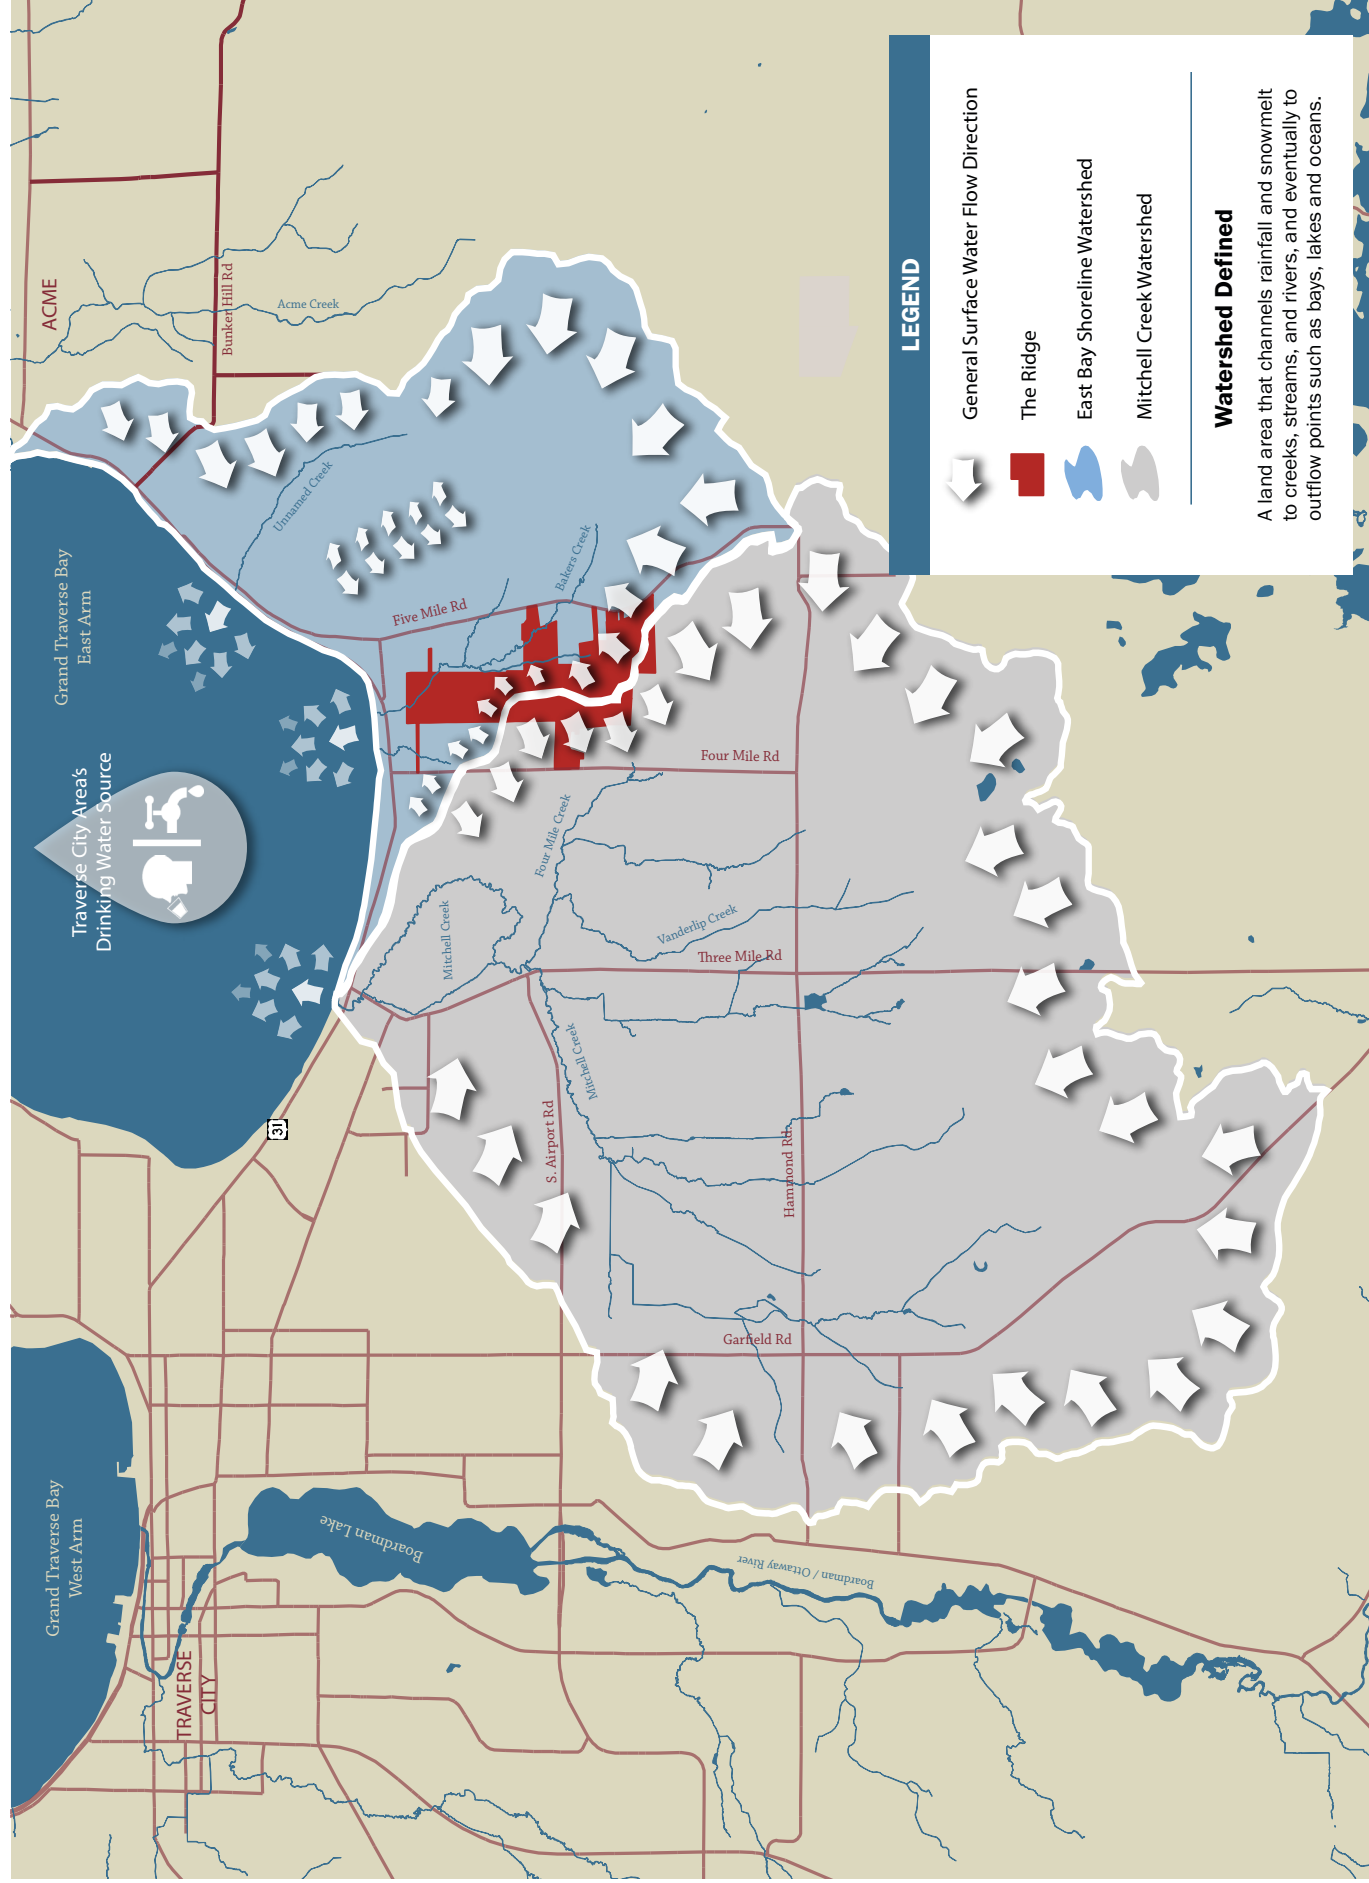 Grand Traverse Bay
West Arm
TRAVERSE
CITY
Boardman Lake
Boardman / Ottaway River
31
Traverse City Area's
Drinking Water Source
Grand Traverse Bay
East Arm
ACME
Bunker Hill Rd
Acme Creek
Unnamed Creek
Bakers Creek
Five Mile Rd
Four Mile Rd
Four Mile Creek
Mitchell Creek
Vanderlip Creek
Three Mile Rd
Mitchell Creek
S. Airport Rd
Hammond Rd.
Garfield Rd
LEGEND
General Surface Water Flow Direction
The Ridge
East Bay Shoreline Watershed
Mitchell Creek Watershed
Watershed Defined
A land area that channels rainfall and snowmelt
to creeks, streams, and rivers, and eventually to
outflow points such as bays, lakes and oceans.